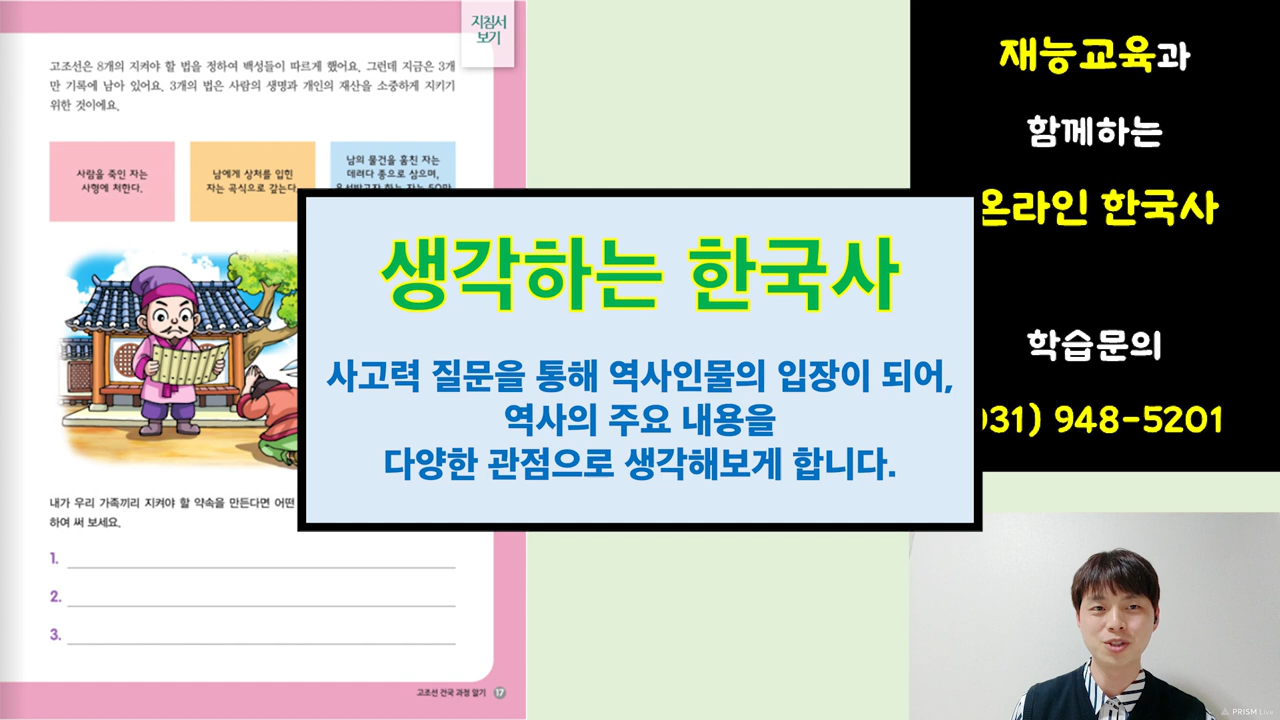 지침서
보기
고조선은 8개의 지켜야 할 법을 정하여 백성들이 따르게 했어요. 그런데 지금은 3개
만 기록에 남아 있어요. 3개의 법은 사람의 생명과 개인의 재산을 소중하게 지키기
위한 것이에요.
사람을 죽인 자는
사형에 처한다.
남에게 상처를 입힌
자는 곡식으로 갚는다.
남의 물건을 훔친 자는
데려다 종으로 삼으며,
용서받고자 하는 자는 50만
생각하는 한국사
사고력 질문을 통해 역사인물의 입장이 되어,
역사의 주요 내용을
다양한 관점으로 생각해보게 합니다.
내가 우리 가족끼리 지켜야 할 약속을 만든다면 어떤
하여 써 보세요.
1.
2.
3.
고조선 건국 과정 알기 17
재능교육과
함께하는
온라인 한국사
학습문의
031) 948-5201
PRISM Live